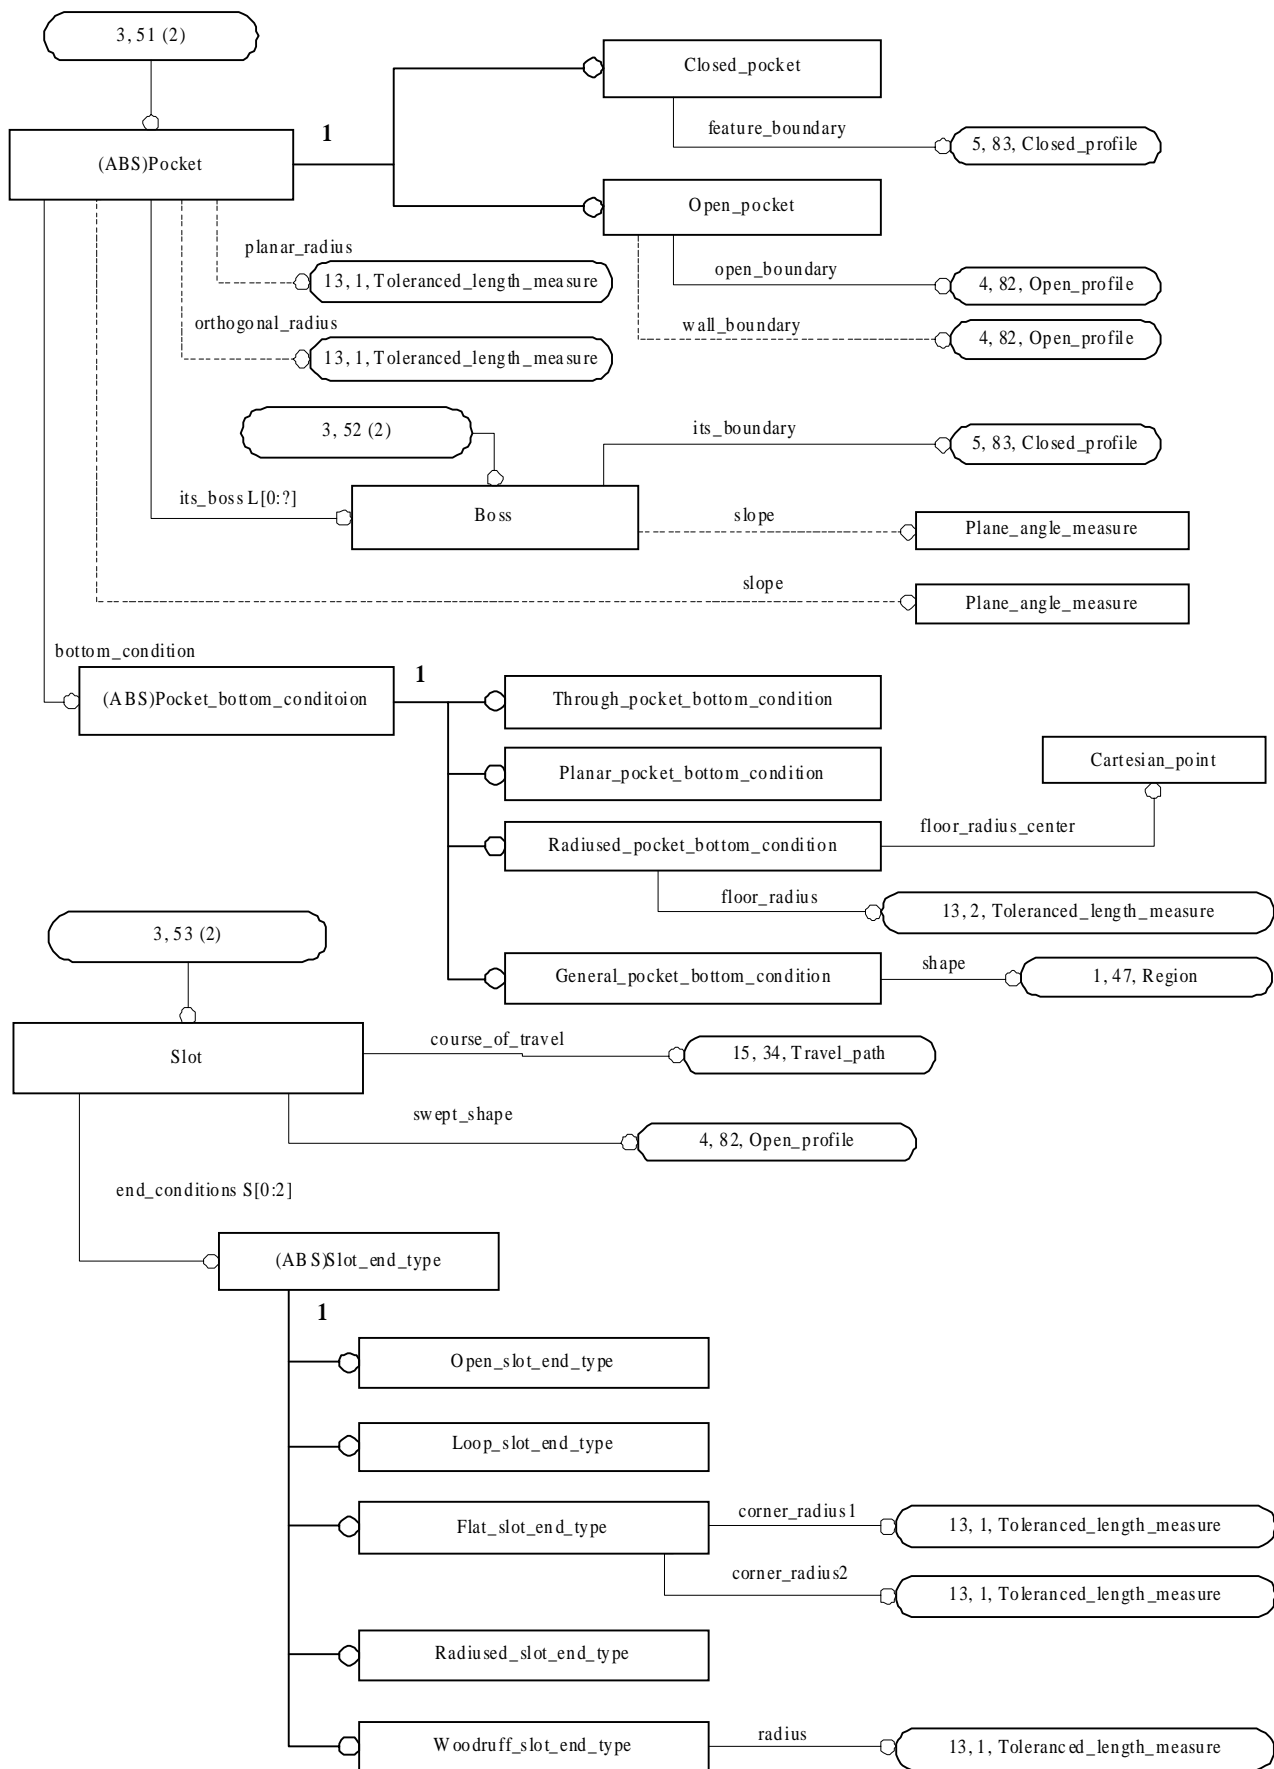 3, 51 (2)
Closed_pocket
1
feature_boundary
5, 83, Closed_profile
(ABS)Pocket
Open_pocket
planar_radius
13, 1, Toleranced_length_measure
open_boundary
4, 82, Open_profile
orthogonal_radius
wall_boundary
4, 82, Open_profile
13, 1, Toleranced_length_measure
3, 52 (2)
its_boundary
5, 83, Closed_profile
its_boss L[0:?]
Boss
slope
Plane_angle_measure
slope
Plane_angle_measure
bottom_condition
1
(ABS)Pocket_bottom_conditoion
Through_pocket_bottom_condition
Planar_pocket_bottom_condition
Cartesian_point
Radiused_pocket_bottom_condition
floor_radius_center
floor_radius
13, 2, Toleranced_length_measure
3, 53 (2)
General_pocket_bottom_condition
shape
1, 47, Region
Slot
course_of_travel
15, 34, Travel_path
swept_shape
4, 82, Open_profile
end_conditions S[0:2]
(ABS)Slot_end_type
1
Open_slot_end_type
Loop_slot_end_type
Flat_slot_end_type
corner_radius1
13, 1, Toleranced_length_measure
corner_radius2
13, 1, Toleranced_length_measure
Radiused_slot_end_type
Woodruff_slot_end_type
radius
13, 1, Toleranced_length_measure